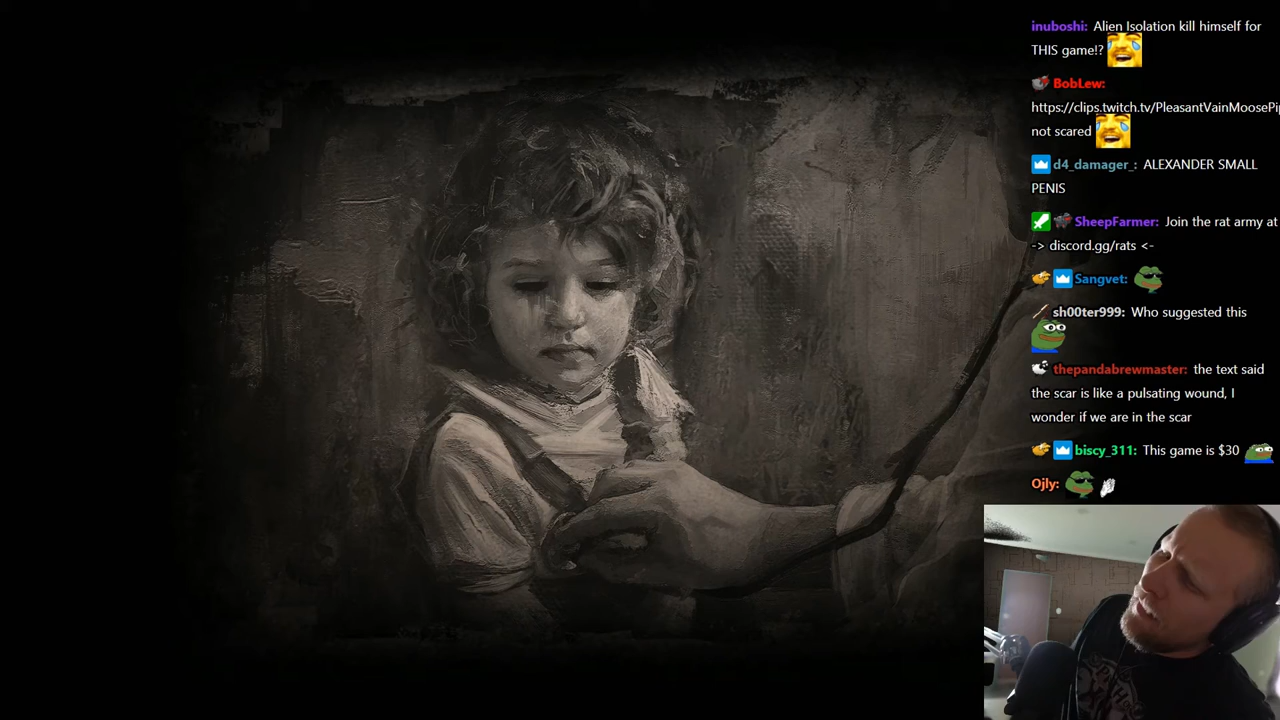 inuboshi: Alien Isolation kill himself for
THIS game!?
BobLew:
https://clips.twitch.tv/PleasantVainMoosePi
not scared
d4_damager_: ALEXANDER SMALL
PENIS
SheepFarmer: Join the rat army at
-> discord.gg/rats <-
Sangvet:
sh00ter999: Who suggested this
thepandabrewmaster: the text said
the scar is like a pulsating wound, I
wonder if we are in the scar
biscy_311: This game is $30
Ojly: